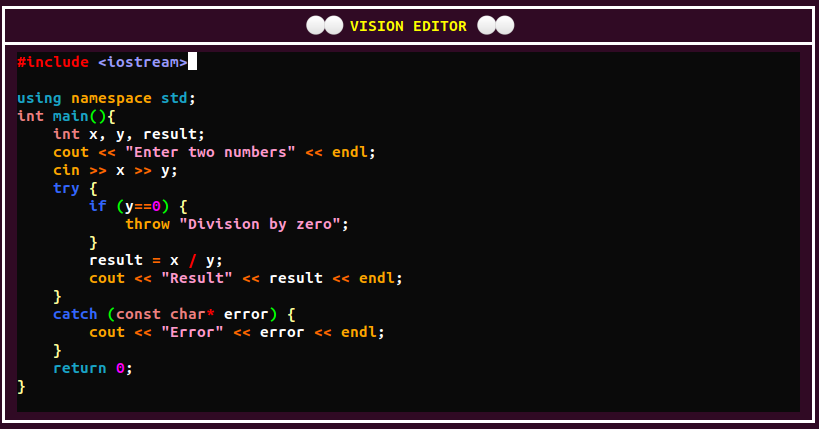 VISION EDITOR
#include <iostream>
using namespace std;
int main(){
    int x, y, result;
    cout << "Enter two numbers" << endl;
    cin >> x >> y;
    try {
        if (y==0) {
            throw "Division by zero";
        }
        result = x / y;
        cout << "Result" << result << endl;
    }
    catch (const char* error) {
        cout << "Error" << error << endl;
    }
    return 0;
}